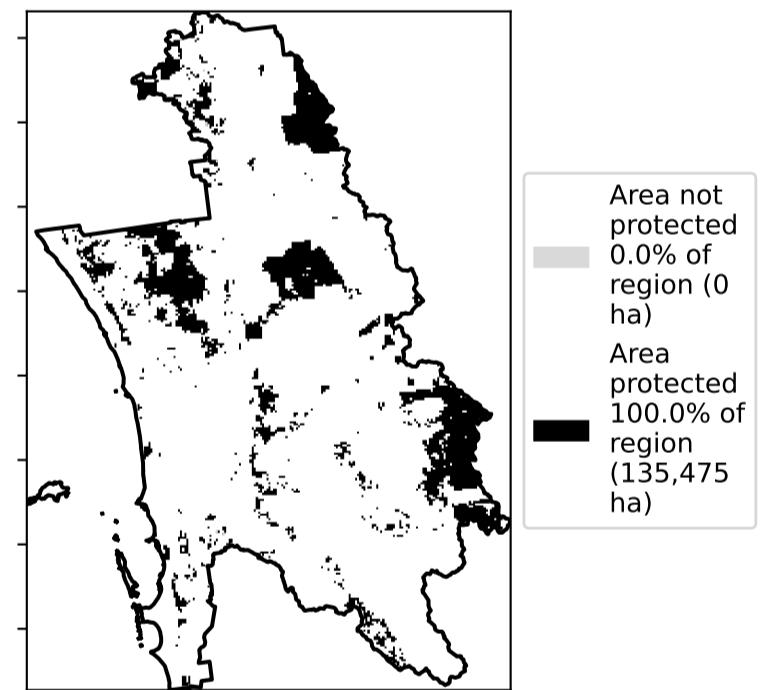 Area not
protected
0.0% of
region (0
ha)
Area
protected
100.0% of
region
(135,475
ha)